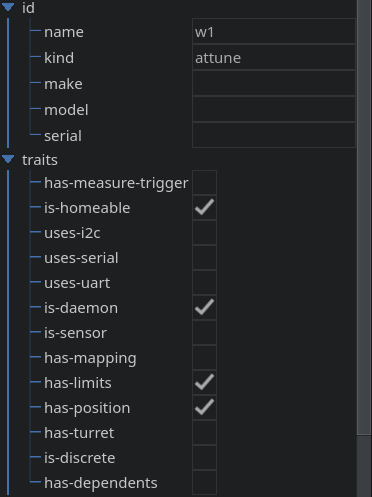 id
name w1
kind attune
make
model
serial
traits
has-measure-trigger
is-homeable
uses-i2c
uses-serial
uses-uart
is-daemon
is-sensor
has-mapping
has-limits
has-position
has-turret
is-discrete
has-dependents